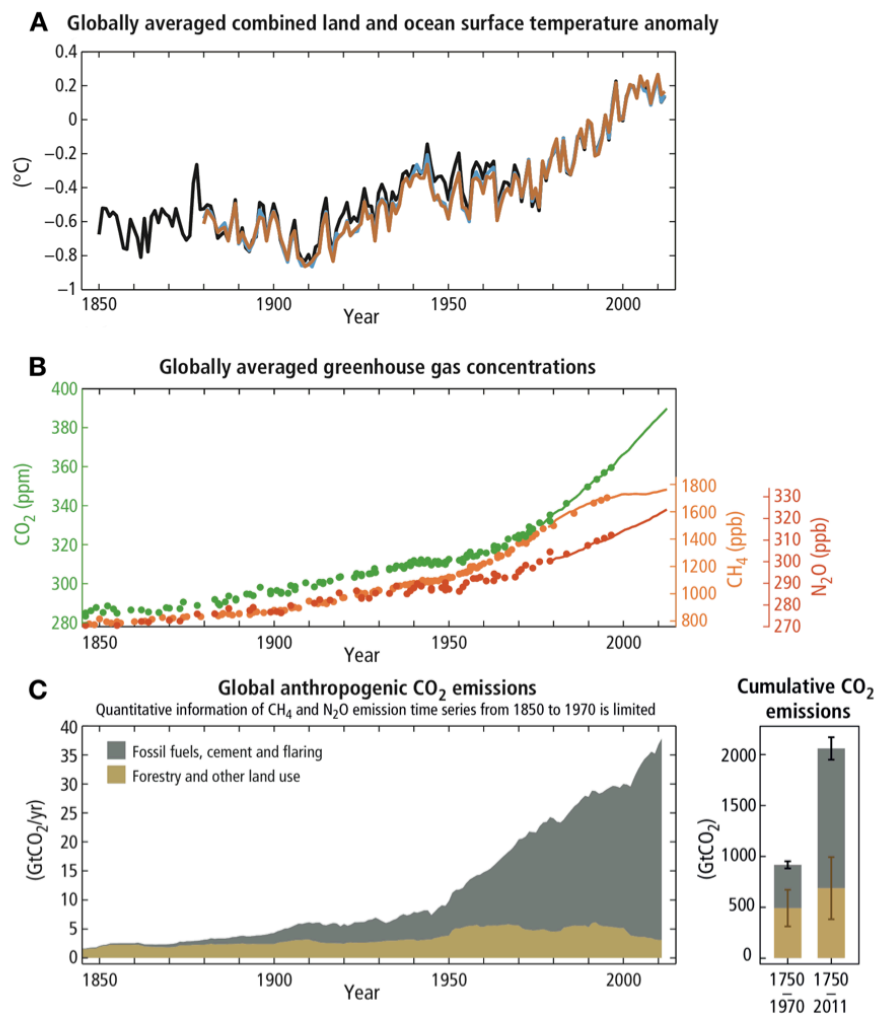 A Globally averaged combined land and ocean surface temperature anomaly
0.4
0.2
0
−0.2
−0.4
−0.6
−0.8
−1
(°C)
1850 1900 1950 2000
Year
B Globally averaged greenhouse gas concentrations
400
380
360
340
320
300
280
CO₂ (ppm)
1800
1600
1400
1200
1000
800
CH₄ (ppb)
330
320
310
300
290
280
270
N₂O (ppb)
1850 1900 1950 2000
Year
C Global anthropogenic CO₂ emissions
Quantitative information of CH₄ and N₂O emission time series from 1850 to 1970 is limited
40
35
30
25
20
15
10
5
0
(GtCO₂/yr)
Fossil fuels, cement and flaring
Forestry and other land use
1850 1900 1950 2000
Year
Cumulative CO₂
emissions
2000
1500
1000
500
0
(GtCO₂)
1750 1750
– –
1970 2011